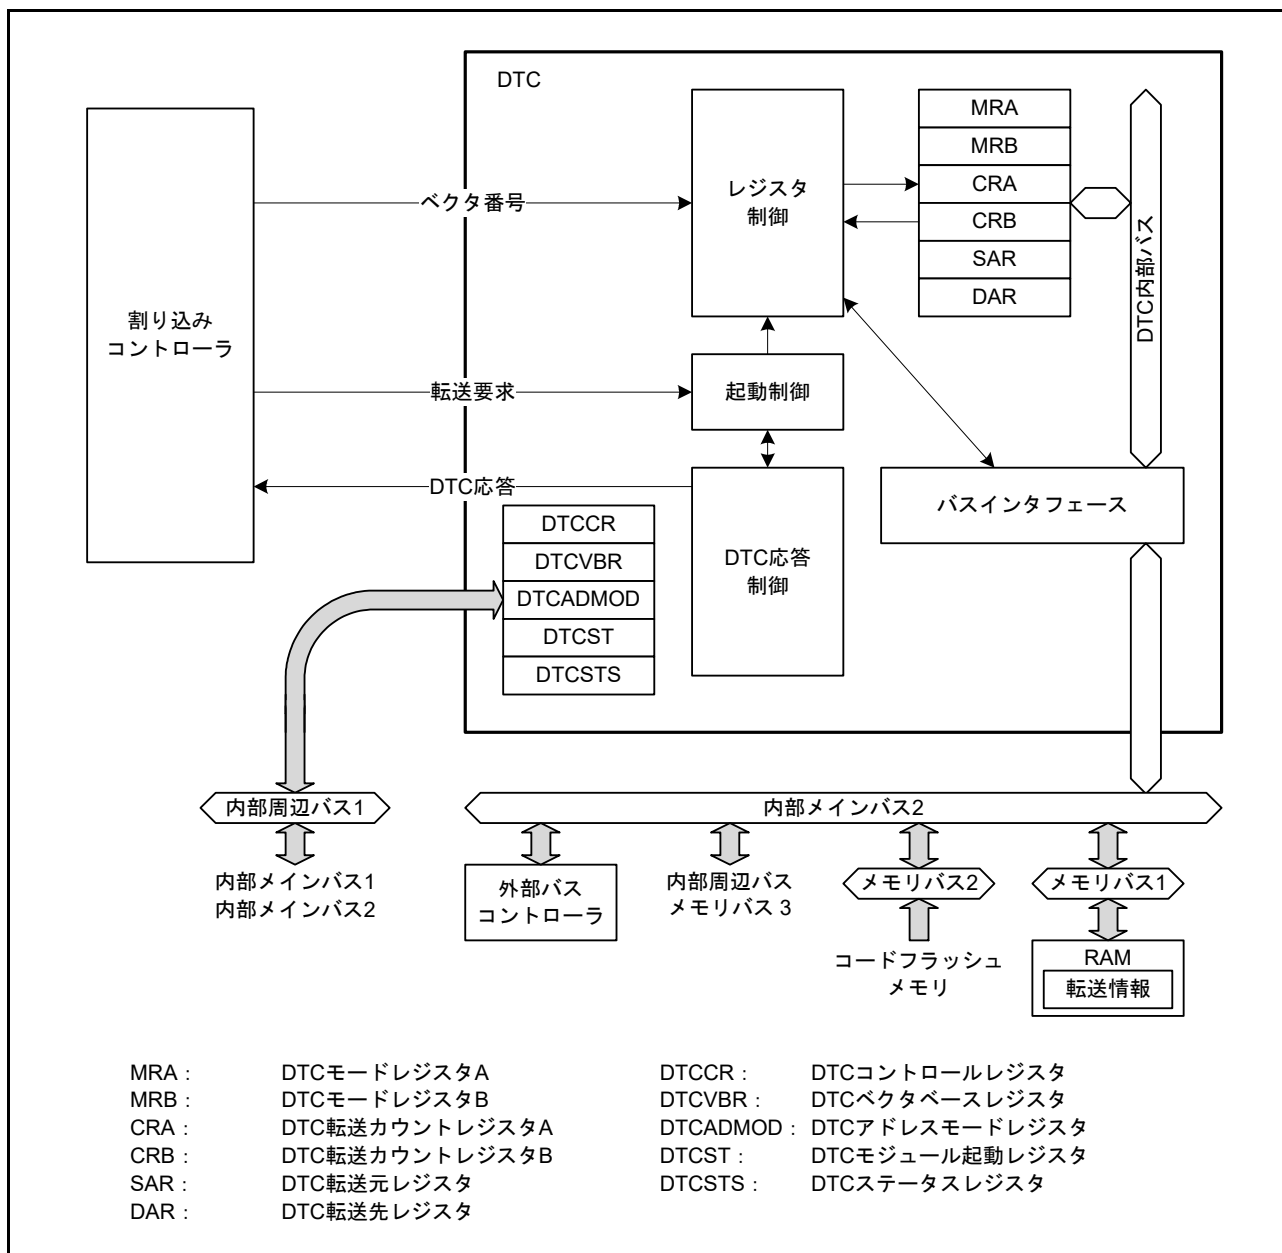 DTC
MRA
MRB
CRA
CRB
SAR
DAR
レジスタ
制御
ベクタ番号
DTC内部バス
割り込み
コントローラ
転送要求
起動制御
DTC応答
バスインタフェース
DTCCR
DTCVBR
DTCADMOD
DTCST
DTCSTS
DTC応答
制御
内部周辺バス1
内部メインバス2
内部メインバス1
内部メインバス2
外部バス
コントローラ
内部周辺バス
メモリバス 3
メモリバス2
メモリバス1
コードフラッシュ
メモリ
RAM
転送情報
MRA： DTCモードレジスタA
MRB： DTCモードレジスタB
CRA： DTC転送カウントレジスタA
CRB： DTC転送カウントレジスタB
SAR： DTC転送元レジスタ
DAR： DTC転送先レジスタ
DTCCR： DTCコントロールレジスタ
DTCVBR： DTCベクタベースレジスタ
DTCADMOD： DTCアドレスモードレジスタ
DTCST： DTCモジュール起動レジスタ
DTCSTS： DTCステータスレジスタ